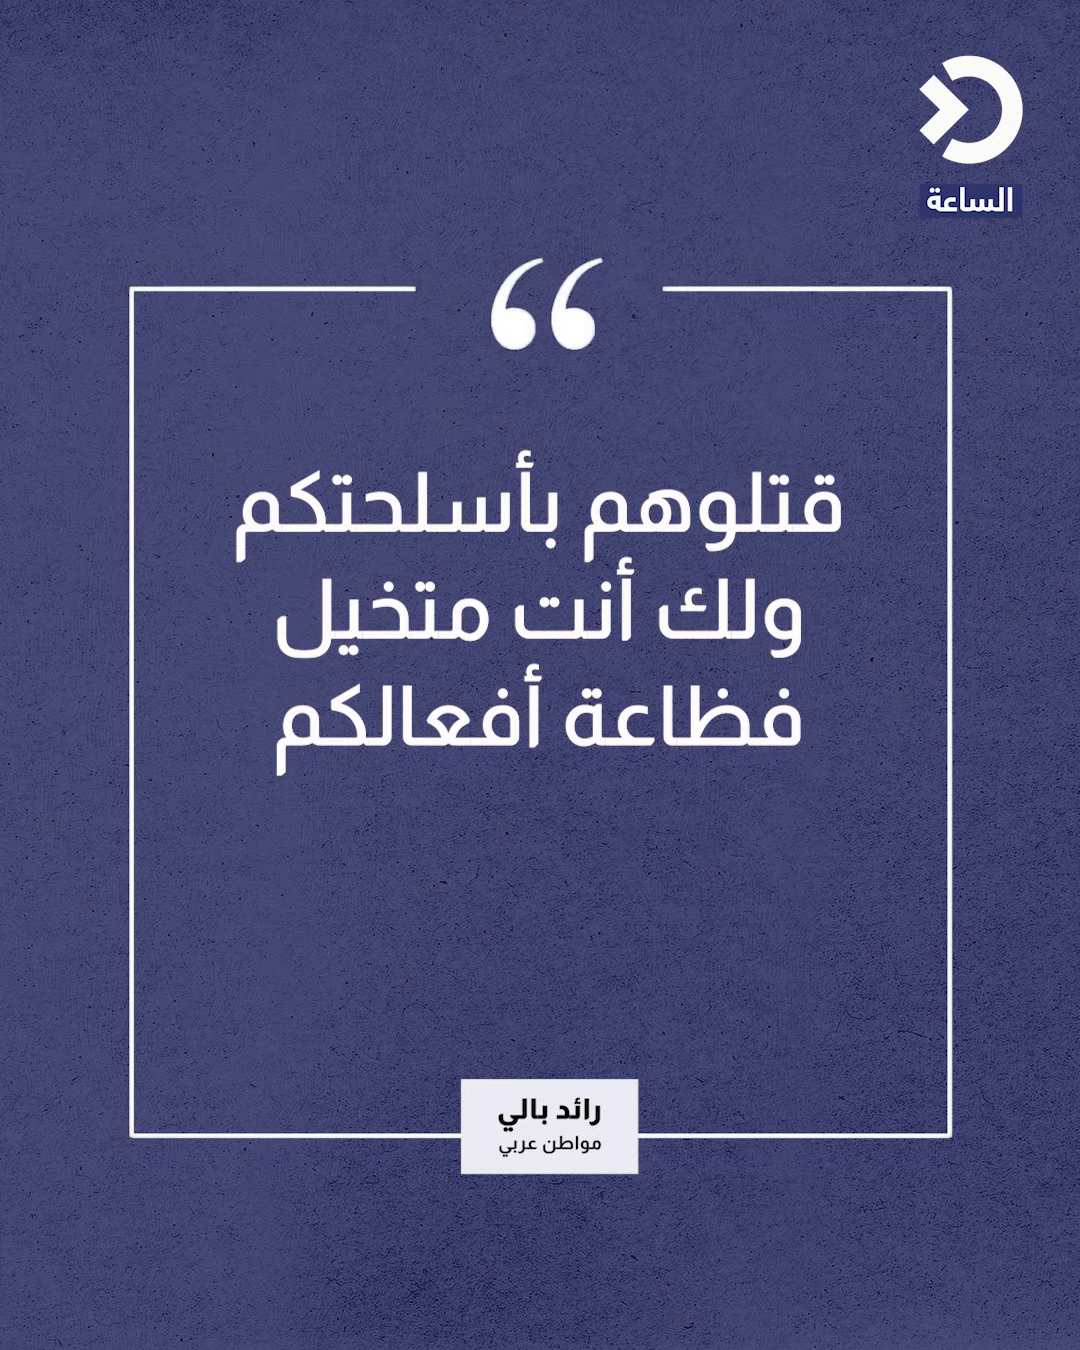 الساعة
قتلوهم بأسلحتكم
ولك أنت متخيل
فظاعة أفعالكم
رائد بالي
مواطن عربي